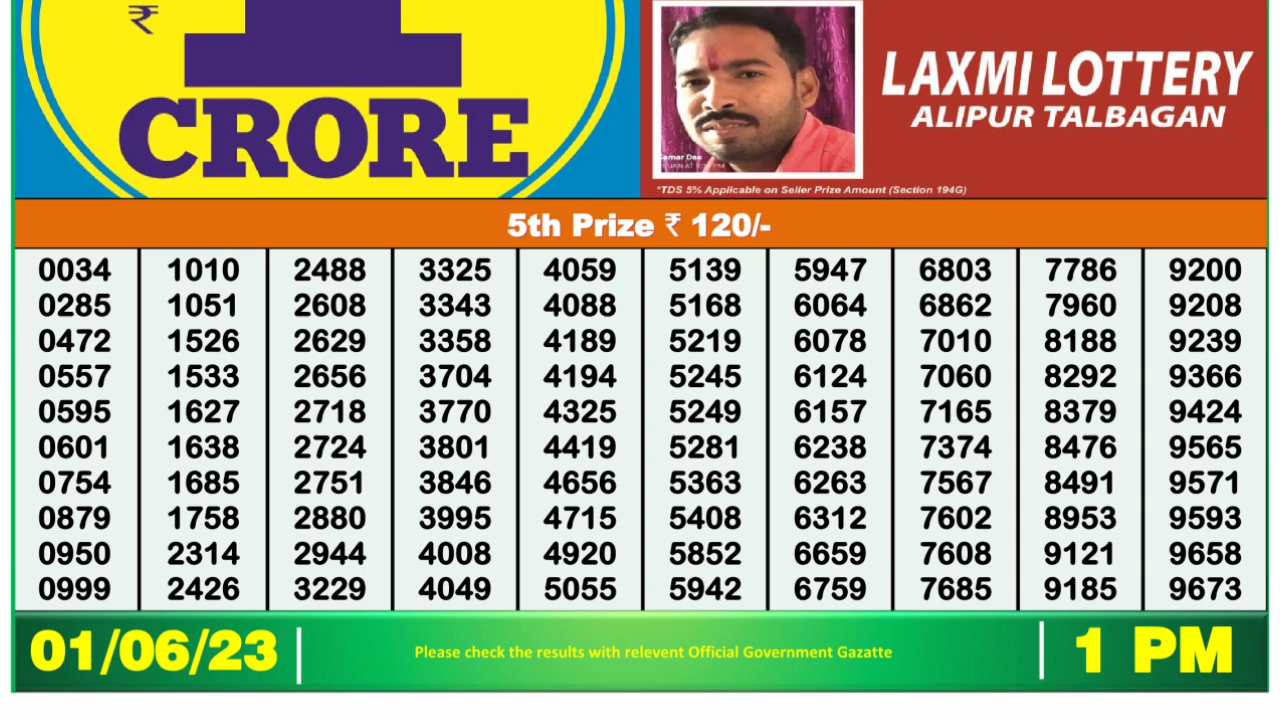 ₹ 1
CRORE
LAXMI LOTTERY
ALIPUR TALBAGAN
*TDS 5% Applicable on Seller Prize Amount (Section 194G)
5th Prize ₹ 120/-
0034 1010 2488 3325 4059 5139 5947 6803 7786 9200
0285 1051 2608 3343 4088 5168 6064 6862 7960 9208
0472 1526 2629 3358 4189 5219 6078 7010 8188 9239
0557 1533 2656 3704 4194 5245 6124 7060 8292 9366
0595 1627 2718 3770 4325 5249 6157 7165 8379 9424
0601 1638 2724 3801 4419 5281 6238 7374 8476 9565
0754 1685 2751 3846 4656 5363 6263 7567 8491 9571
0879 1758 2880 3995 4715 5408 6312 7602 8953 9593
0950 2314 2944 4008 4920 5852 6659 7608 9121 9658
0999 2426 3229 4049 5055 5942 6759 7685 9185 9673
01/06/23
Please check the results with relevent Official Government Gazatte
1 PM